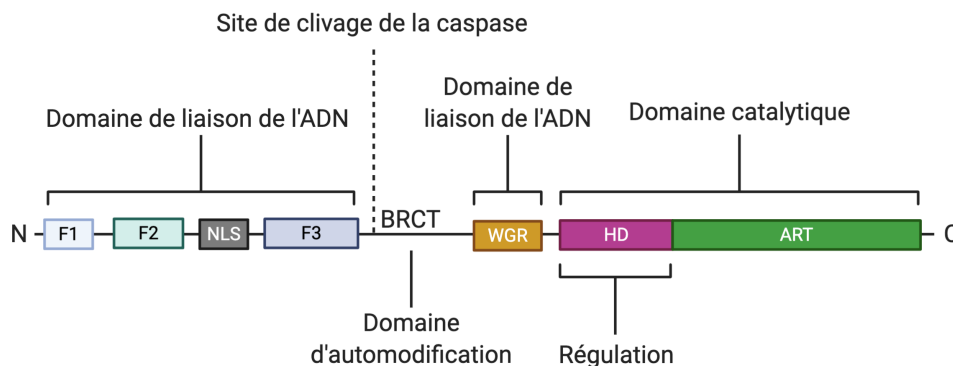 Site de clivage de la caspase
Domaine de
liaison de l'ADN
Domaine de liaison de l'ADN
Domaine catalytique
N
F1
F2
NLS
F3
BRCT
WGR
HD
ART
C
Domaine
d'automodification
Régulation